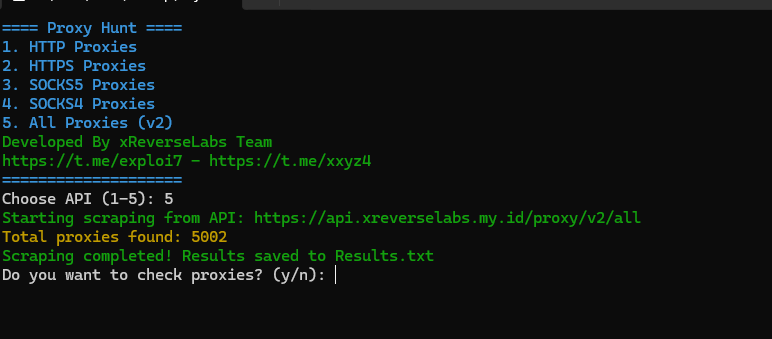 ==== Proxy Hunt ====
1. HTTP Proxies
2. HTTPS Proxies
3. SOCKS5 Proxies
4. SOCKS4 Proxies
5. All Proxies (v2)
Developed By xReverseLabs Team
https://t.me/exploi7 - https://t.me/xxyz4
====================
Choose API (1-5): 5
Starting scraping from API: https://api.xreverselabs.my.id/proxy/v2/all
Total proxies found: 5002
Scraping completed! Results saved to Results.txt
Do you want to check proxies? (y/n):